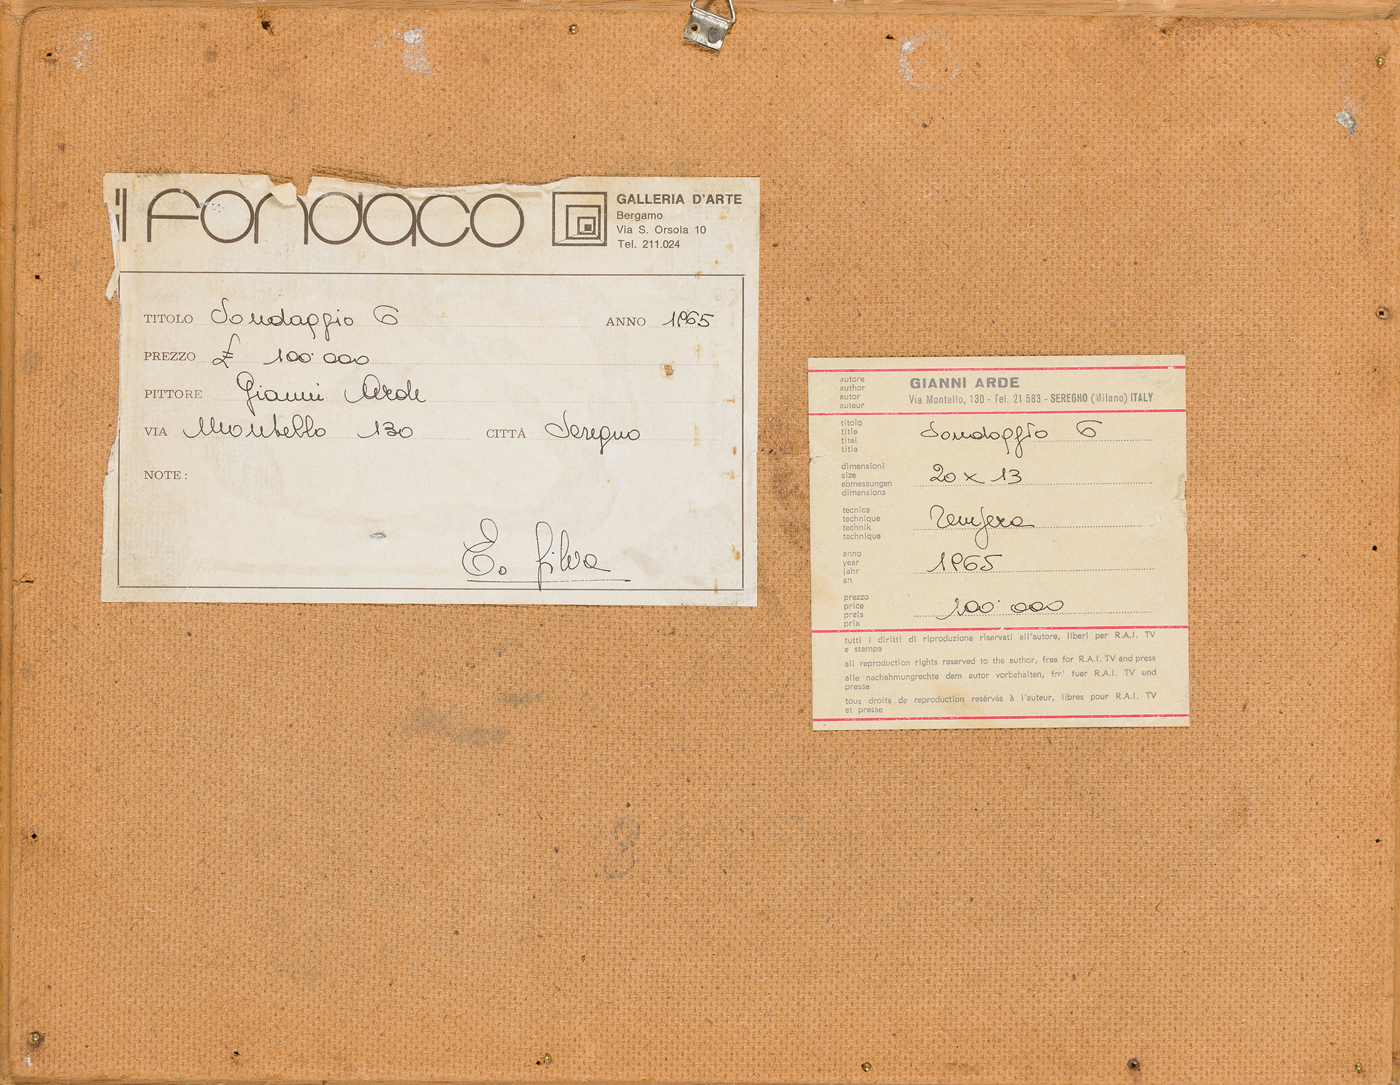 il fondaco
GALLERIA D'ARTE
Bergamo
Via S. Orsola 10
Tel. 211.024
TITOLO Sondaggio 6 ANNO 1965
PREZZO £ 100.000
PITTORE Gianni Arde
VIA Montello 130 CITTÀ Seregno
NOTE:
E. Silva
autore
author
autor
auteur
GIANNI ARDE
Via Montello, 130 - Tel. 21 583 - SEREGNO (Milano) ITALY
titolo
title
titel
title
Sondaggio 6
dimensioni
size
abmessungen
dimensions
20 x 13
tecnica
technique
technik
technique
Tempera
anno
year
jahr
an
1965
prezzo
price
preis
prix
100.000
tutti i diritti di riproduzione riservati all'autore, liberi per R.A.I. TV
e stampa
all reproduction rights reserved to the author, free for R.A.I. TV and press
alle nachahmungrechte dem autor vorbehalten, frei fuer R.A.I. TV und
presse
tous droits de reproduction resérvés à l'auteur, libres pour R.A.I. TV
et presse